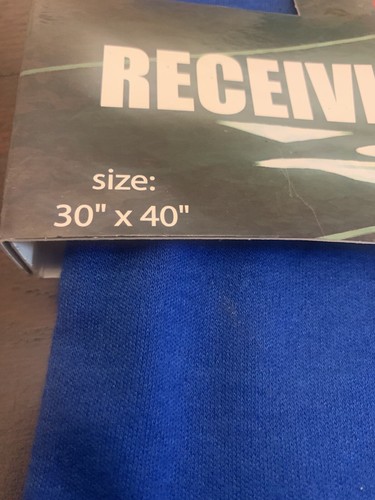 RECEIVI
size:
30" x 40"